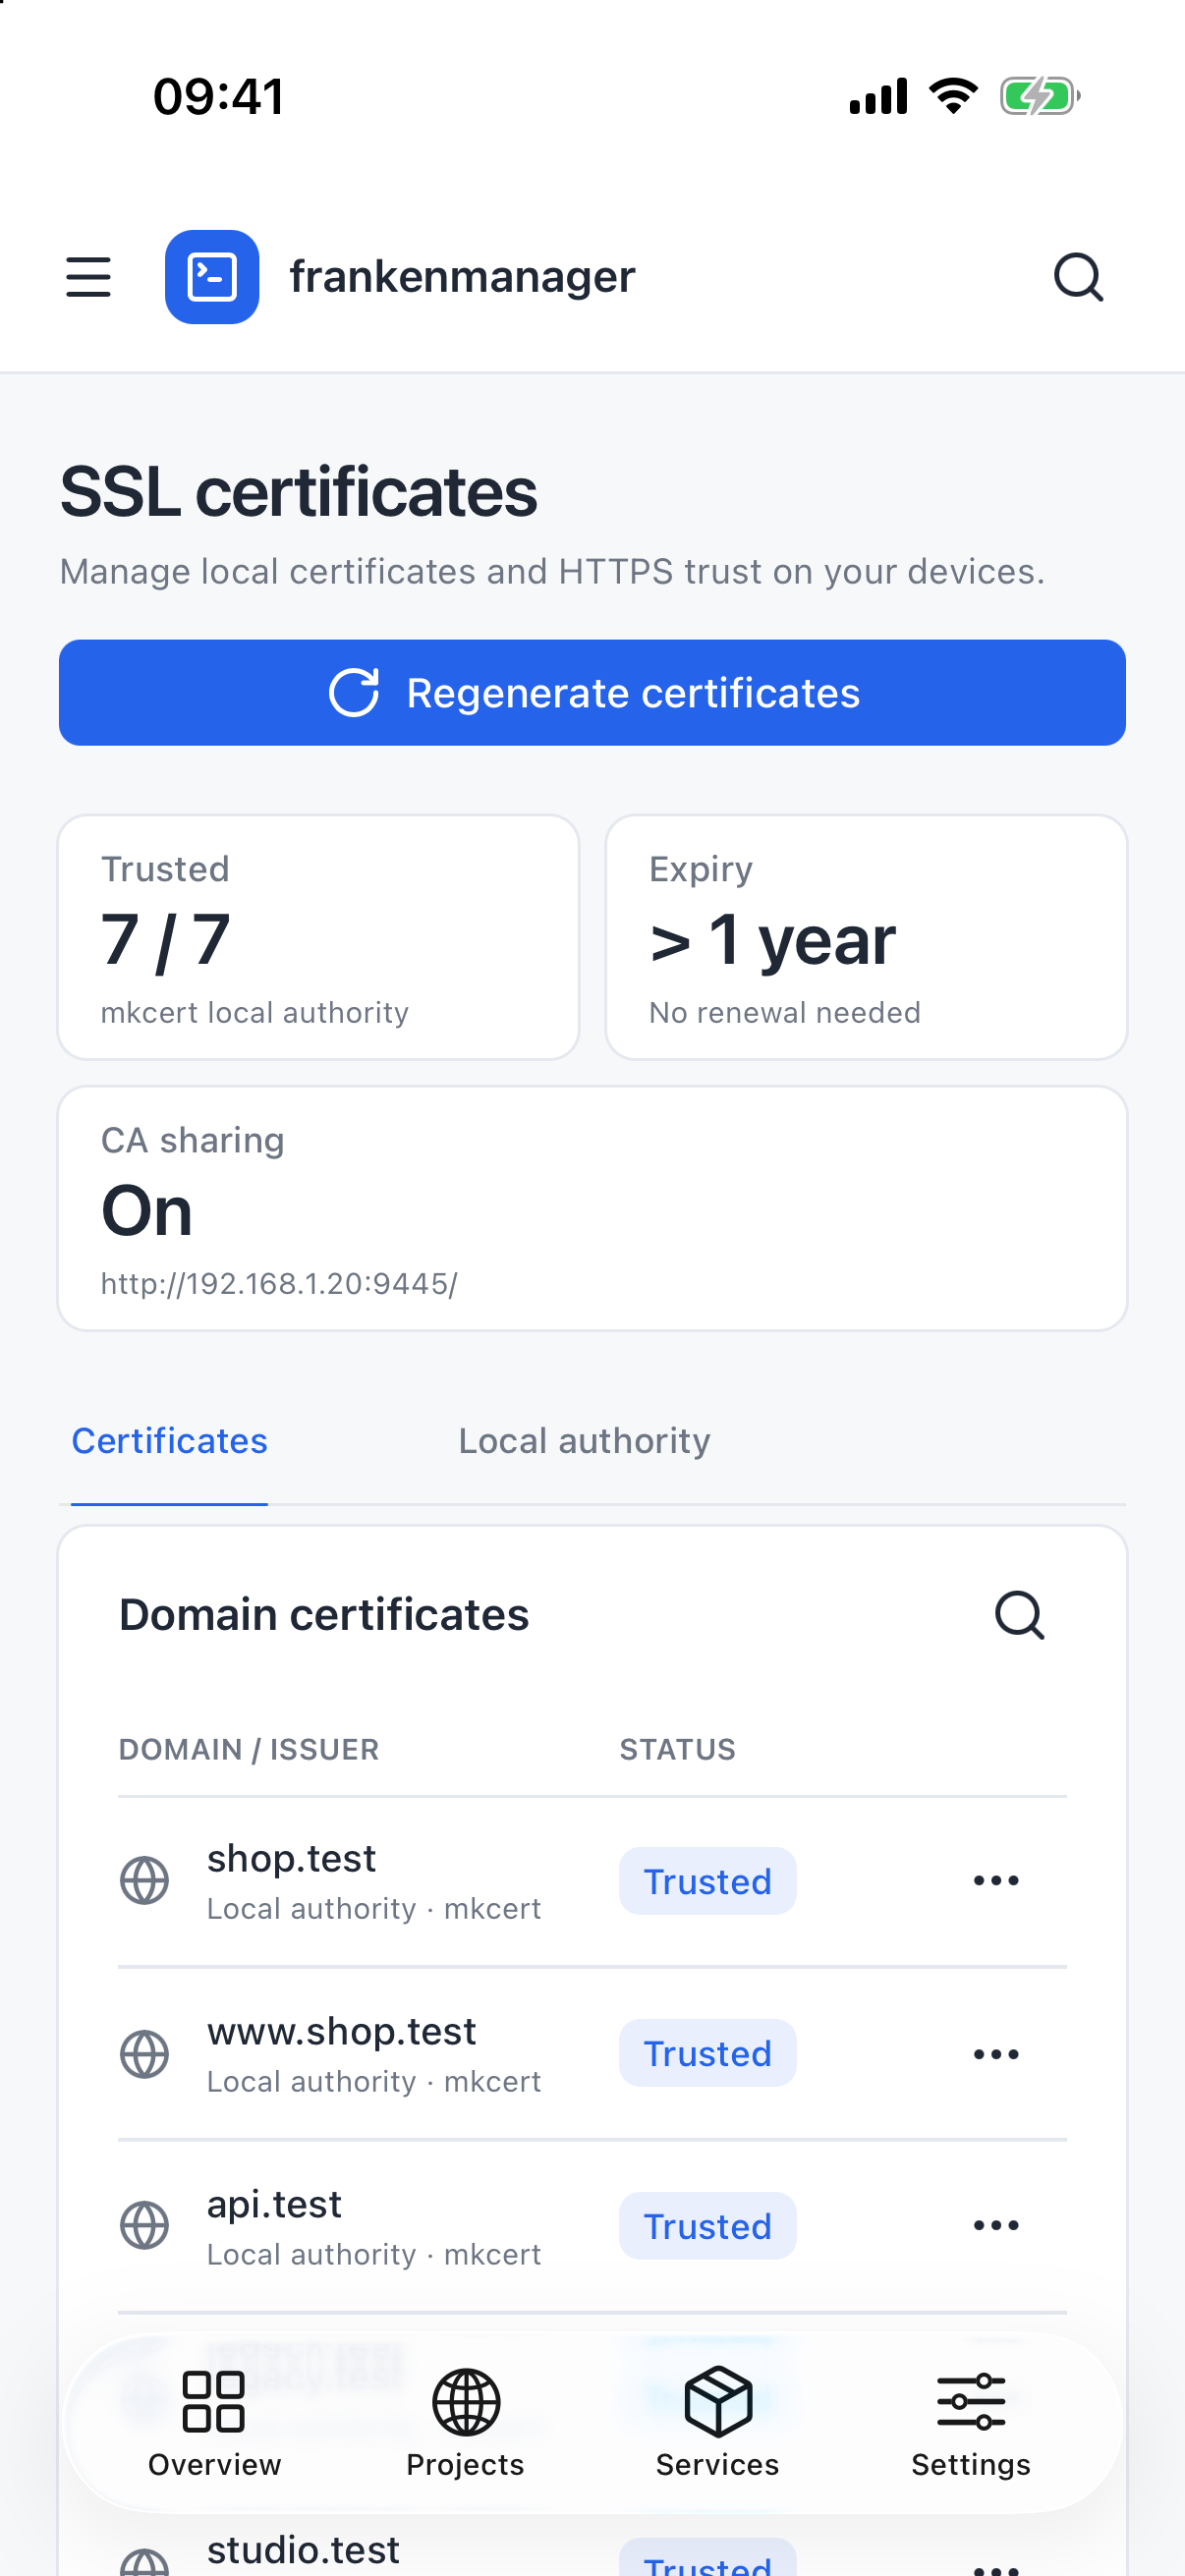 09:41
frankenmanager
SSL certificates
Manage local certificates and HTTPS trust on your devices.
Regenerate certificates
Trusted
7 / 7
mkcert local authority
Expiry
> 1 year
No renewal needed
CA sharing
On
http://192.168.1.20:9445/
Certificates Local authority
Domain certificates
DOMAIN / ISSUER STATUS
shop.test
Local authority · mkcert
Trusted
www.shop.test
Local authority · mkcert
Trusted
api.test
Local authority · mkcert
Trusted
Overview Projects Services Settings
studio.test
Trusted